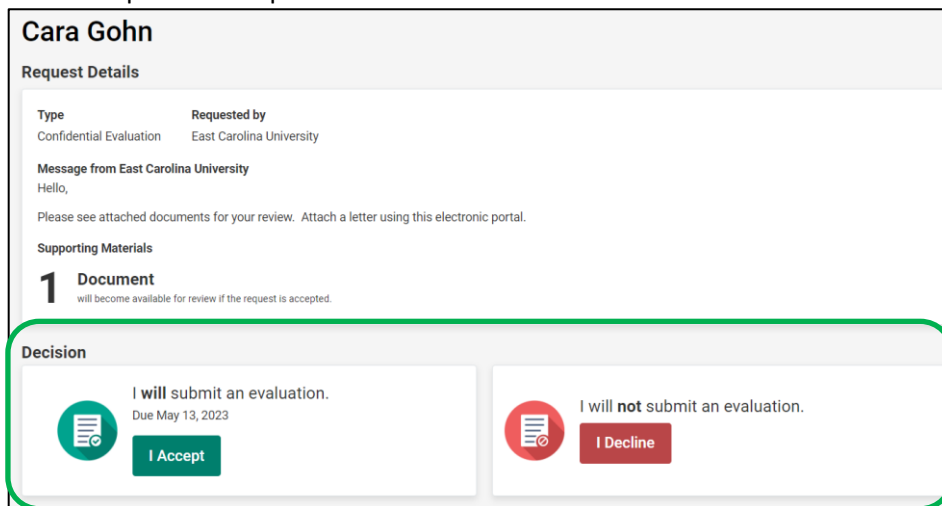 Cara Gohn
Request Details
Type
Requested by
Confidential Evaluation
East Carolina University
Message from East Carolina University
Hello,
Please see attached documents for your review. Attach a letter using this electronic portal.
Supporting Materials
1 Document
will become available for review if the request is accepted.
Decision
I will submit an evaluation.
Due May 13, 2023
I Accept
I will not submit an evaluation.
I Decline